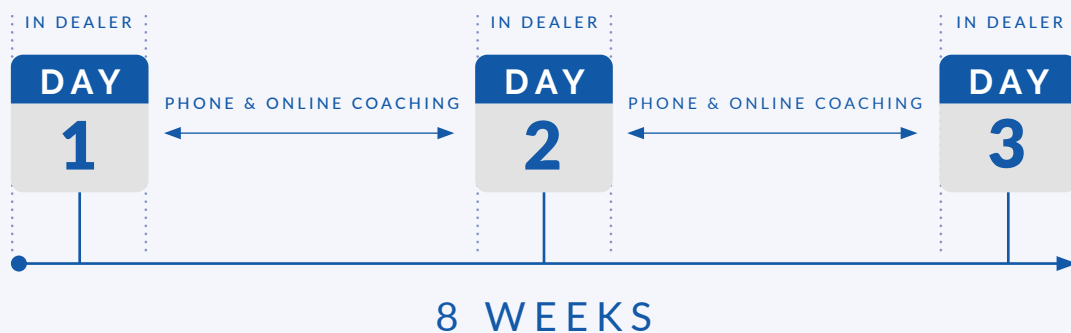 IN DEALER
IN DEALER
IN DEALER
DAY
1
PHONE & ONLINE COACHING
DAY
2
PHONE & ONLINE COACHING
DAY
3
8 WEEKS